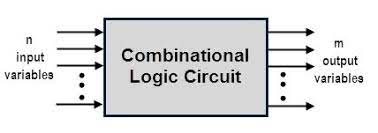 n
input
variables
Combinational
Logic Circuit
m
output
variables